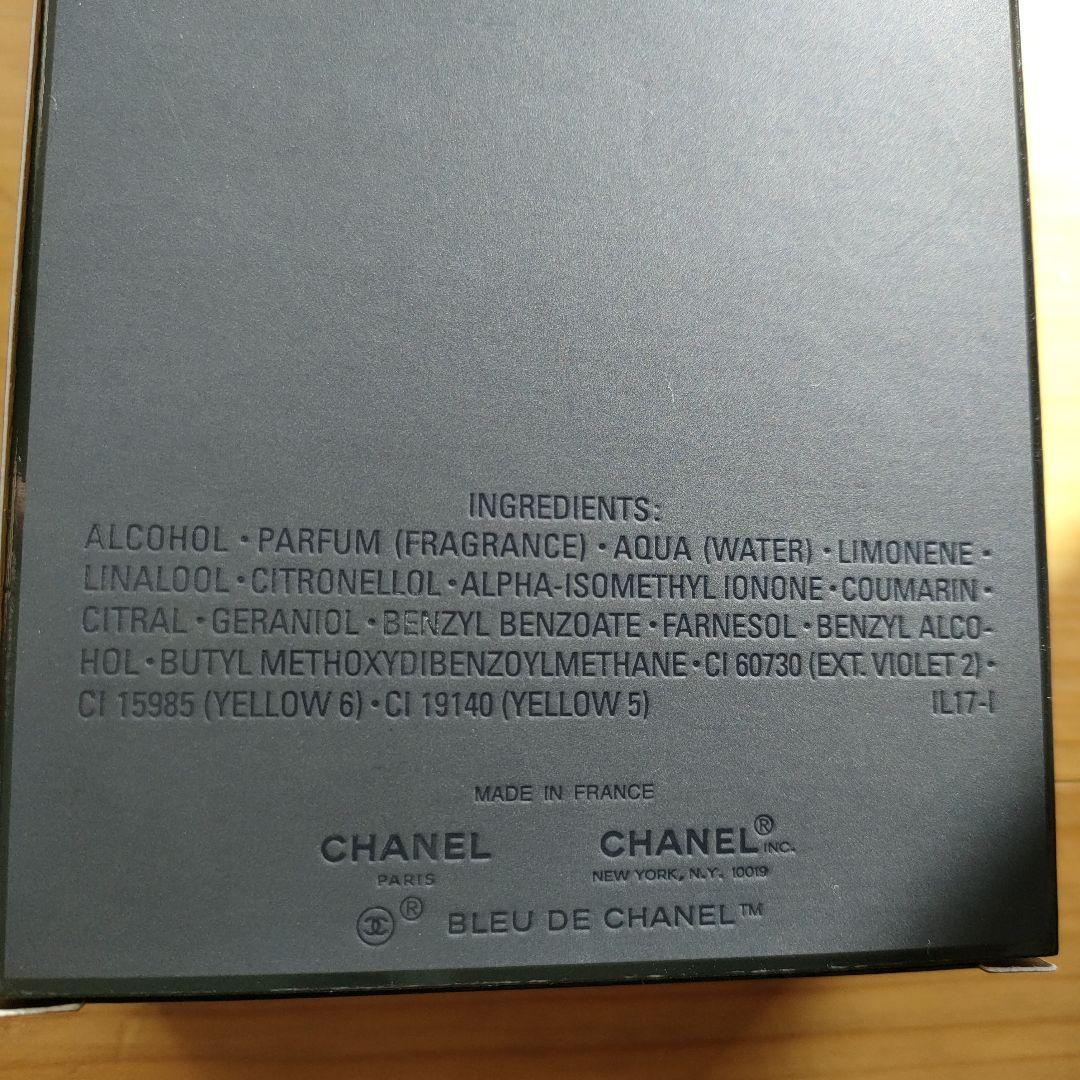 INGREDIENTS:
ALCOHOL • PARFUM (FRAGRANCE) • AQUA (WATER) • LIMONENE •
LINALOOL • CITRONELLOL • ALPHA-ISOMETHYL IONONE • COUMARIN •
CITRAL • GERANIOL • BENZYL BENZOATE • FARNESOL • BENZYL ALCO-
HOL • BUTYL METHOXYDIBENZOYLMETHANE • CI 60730 (EXT. VIOLET 2) •
CI 15985 (YELLOW 6) • CI 19140 (YELLOW 5) IL17-I
MADE IN FRANCE
CHANEL CHANEL® INC.
PARIS NEW YORK, N.Y. 10019
® BLEU DE CHANEL™